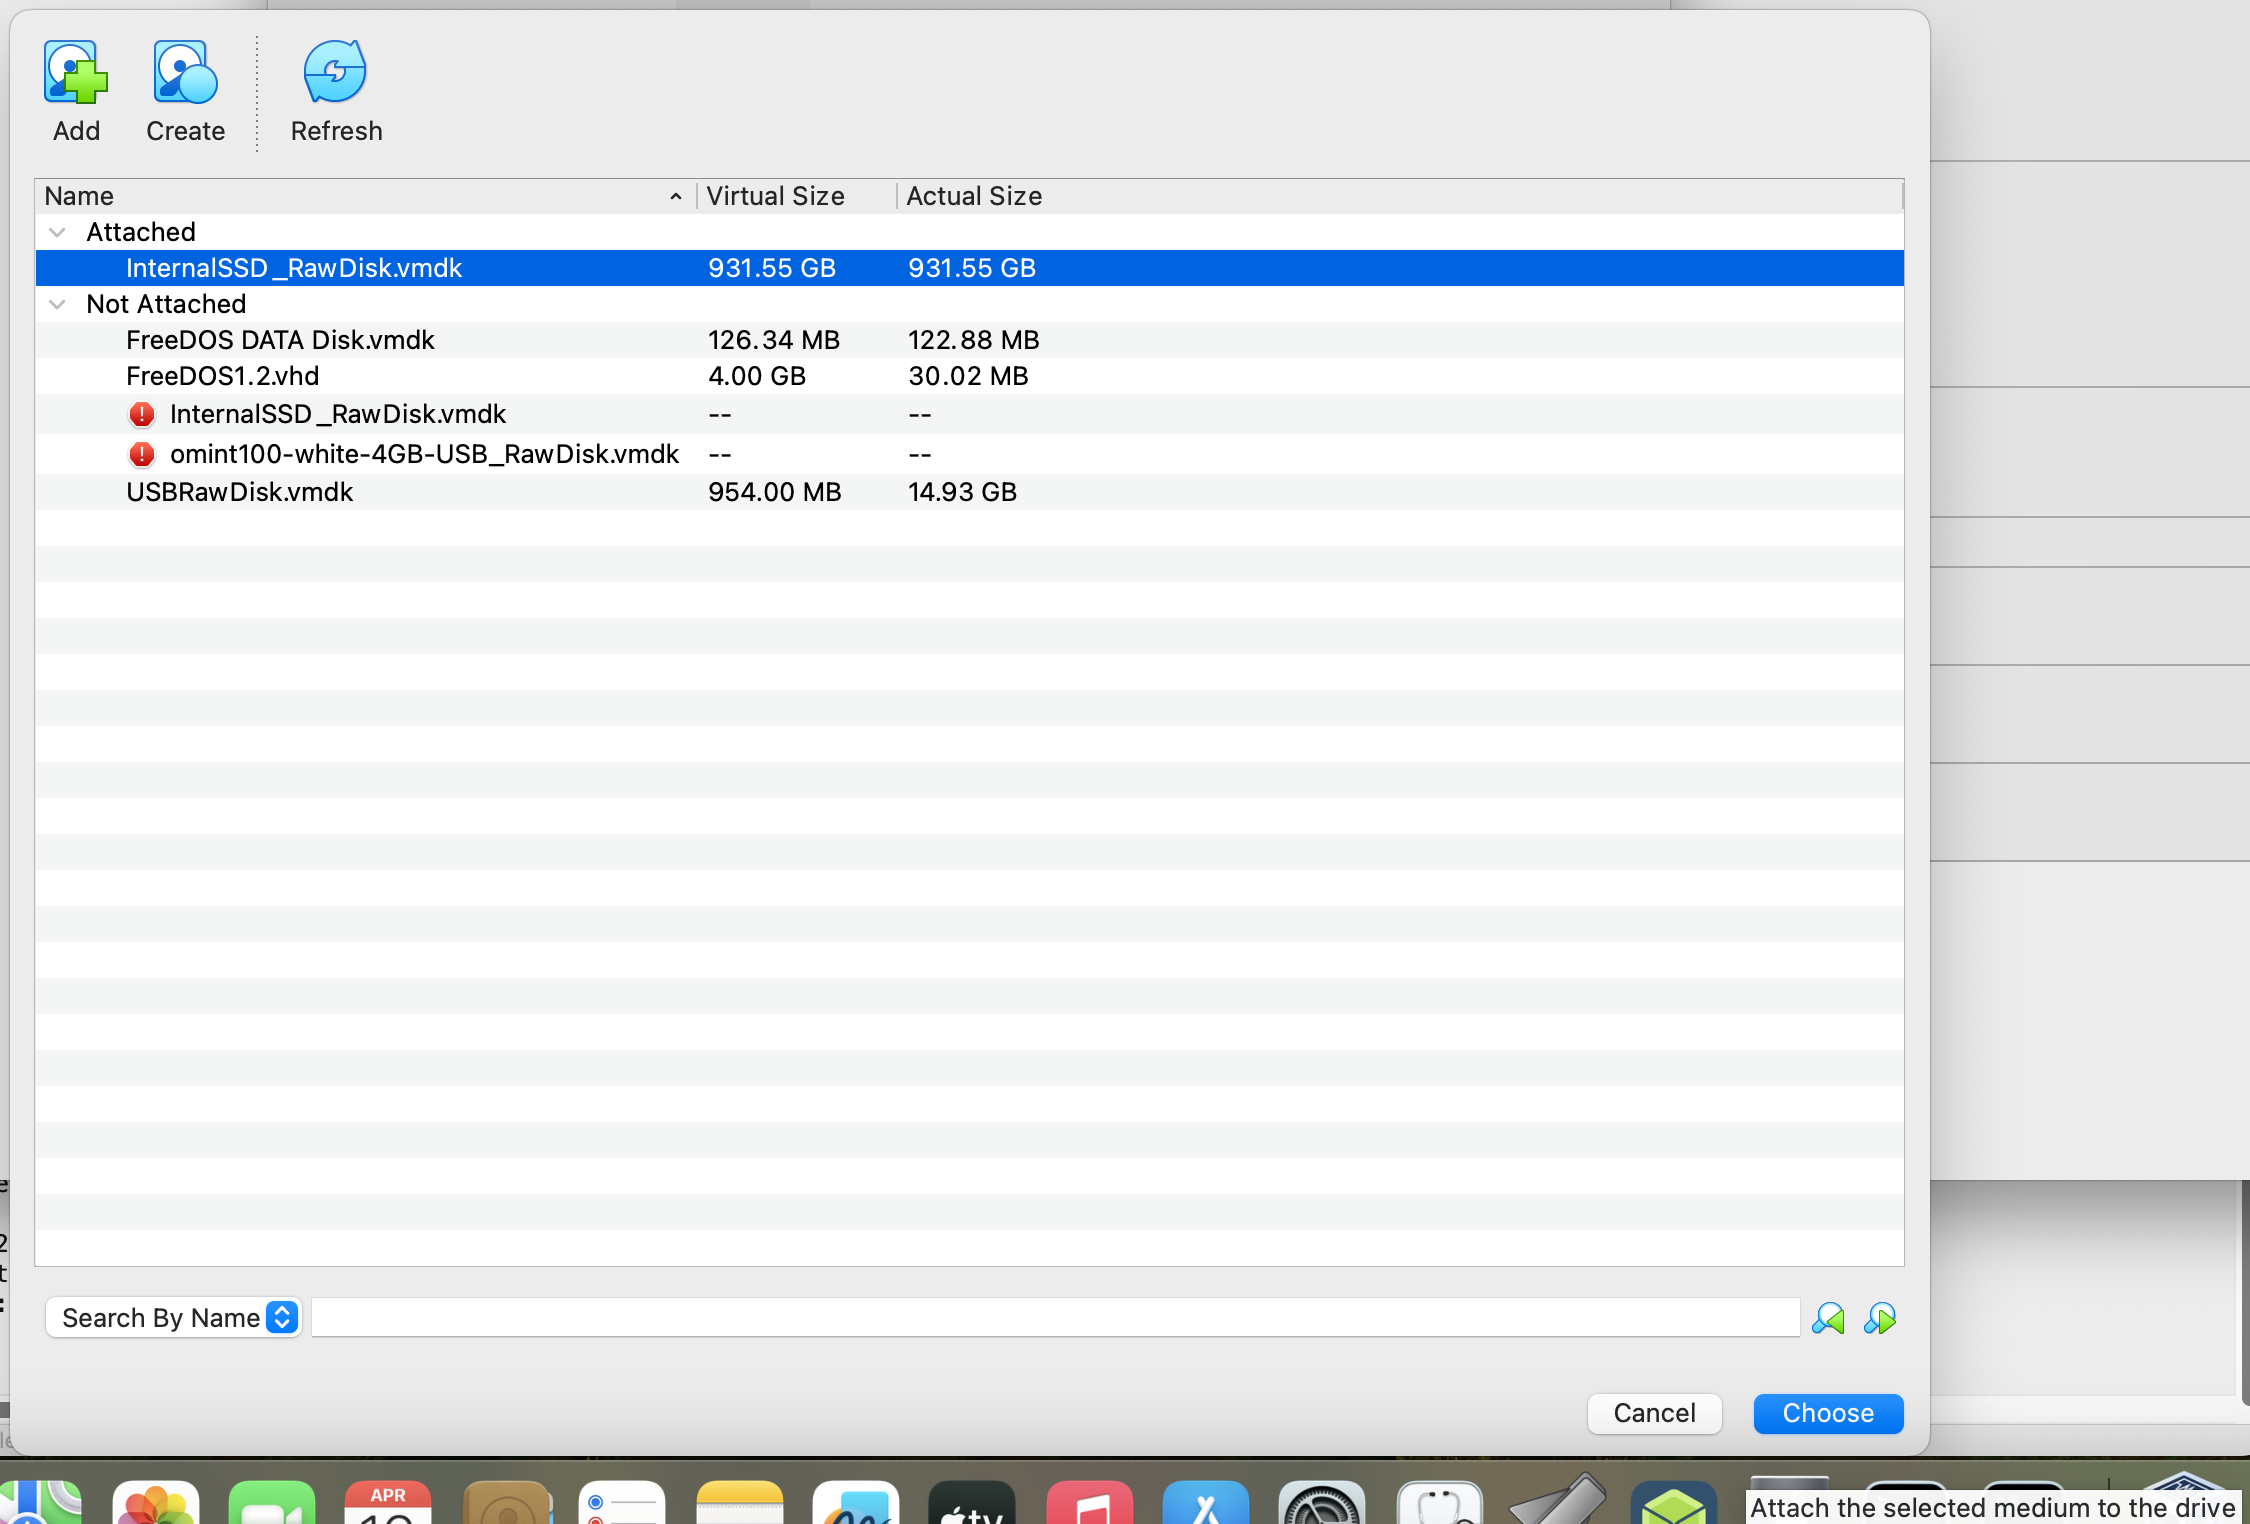 Add Create Refresh
Name Virtual Size Actual Size
Attached
InternalSSD_RawDisk.vmdk 931.55 GB 931.55 GB
Not Attached
FreeDOS DATA Disk.vmdk 126.34 MB 122.88 MB
FreeDOS1.2.vhd 4.00 GB 30.02 MB
InternalSSD_RawDisk.vmdk -- --
omint100-white-4GB-USB_RawDisk.vmdk -- --
USBRawDisk.vmdk 954.00 MB 14.93 GB
Search By Name
Cancel Choose
APR
tv
Attach the selected medium to the drive